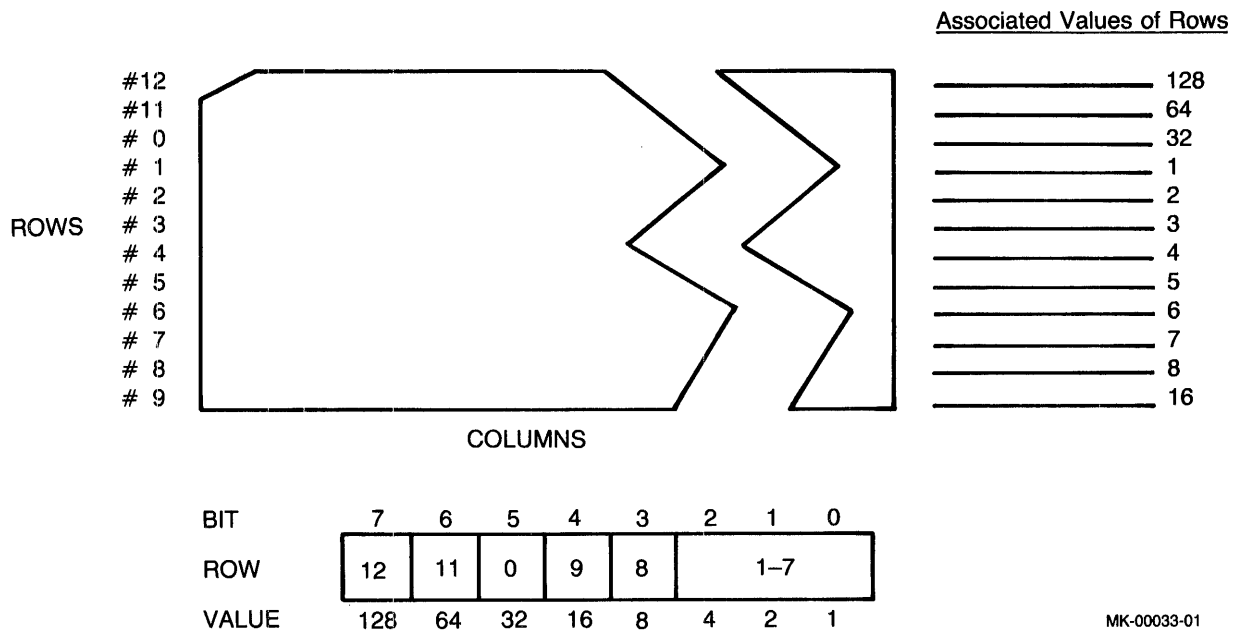 Associated Values of Rows
#12 128
#11 64
# 0 32
# 1 1
# 2 2
ROWS # 3 3
# 4 4
# 5 5
# 6 6
# 7 7
# 8 8
# 9 16
COLUMNS
BIT 7 6 5 4 3 2 1 0
ROW 12 11 0 9 8 1–7
VALUE 128 64 32 16 8 4 2 1
MK-00033-01